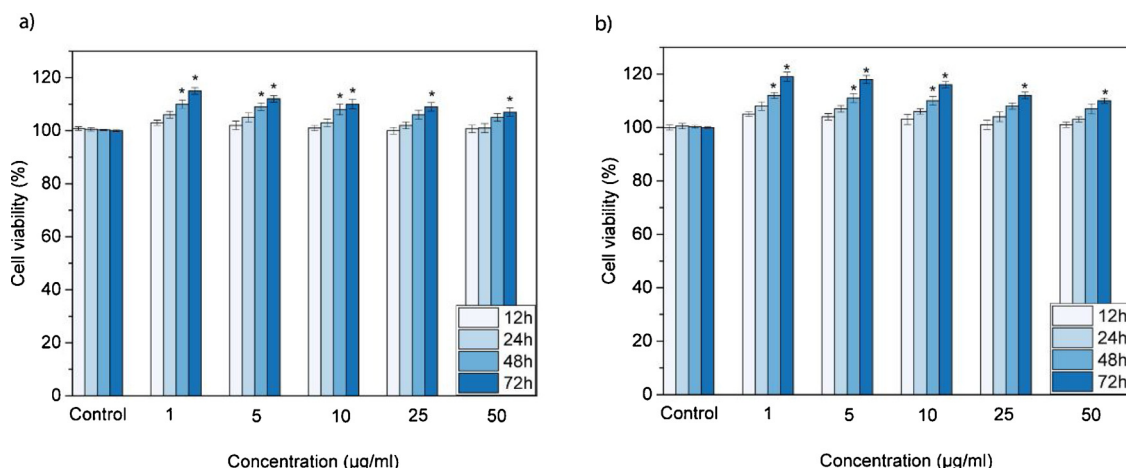 a)
120
100
80
60
40
20
0
Cell viability (%)
* *
* *
* *
*
*
12h
24h
48h
72h
Control 1 5 10 25 50
Concentration (µg/ml)
b)
120
100
80
60
40
20
0
Cell viability (%)
* *
* *
* *
*
*
12h
24h
48h
72h
Control 1 5 10 25 50
Concentration (µg/ml)